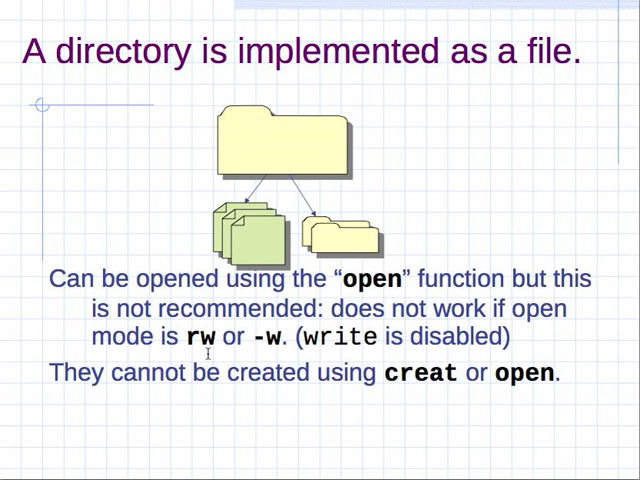 A directory is implemented as a file.
Can be opened using the “open” function but this
is not recommended: does not work if open
mode is rw or -w. (write is disabled)
They cannot be created using creat or open.